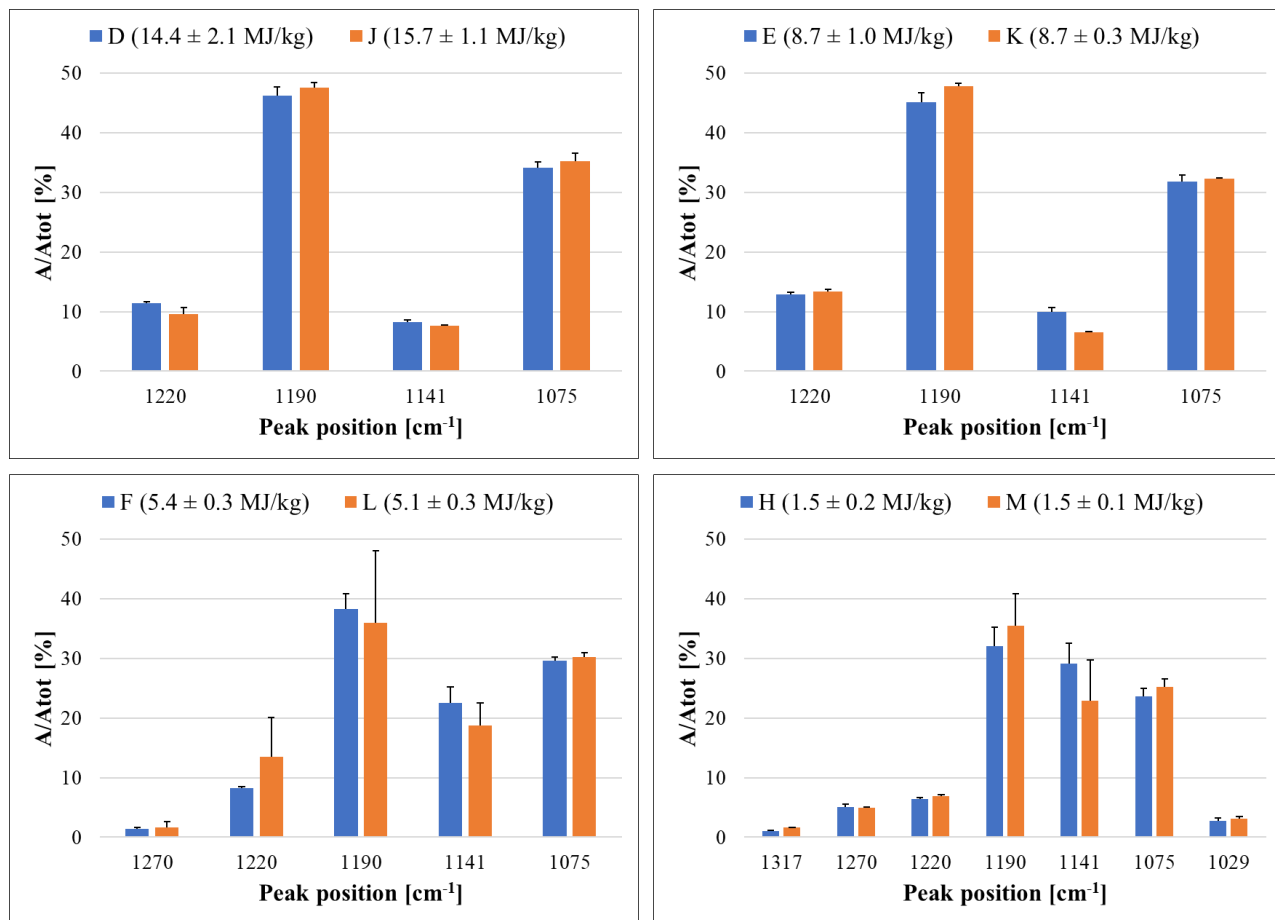 D (14.4 ± 2.1 MJ/kg) J (15.7 ± 1.1 MJ/kg)
A/Atot [%]
50
40
30
20
10
0
1220 1190 1141 1075
Peak position [cm⁻¹]
E (8.7 ± 1.0 MJ/kg) K (8.7 ± 0.3 MJ/kg)
A/Atot [%]
50
40
30
20
10
0
1220 1190 1141 1075
Peak position [cm⁻¹]
F (5.4 ± 0.3 MJ/kg) L (5.1 ± 0.3 MJ/kg)
A/Atot [%]
50
40
30
20
10
0
1270 1220 1190 1141 1075
Peak position [cm⁻¹]
H (1.5 ± 0.2 MJ/kg) M (1.5 ± 0.1 MJ/kg)
A/Atot [%]
50
40
30
20
10
0
1317 1270 1220 1190 1141 1075 1029
Peak position [cm⁻¹]